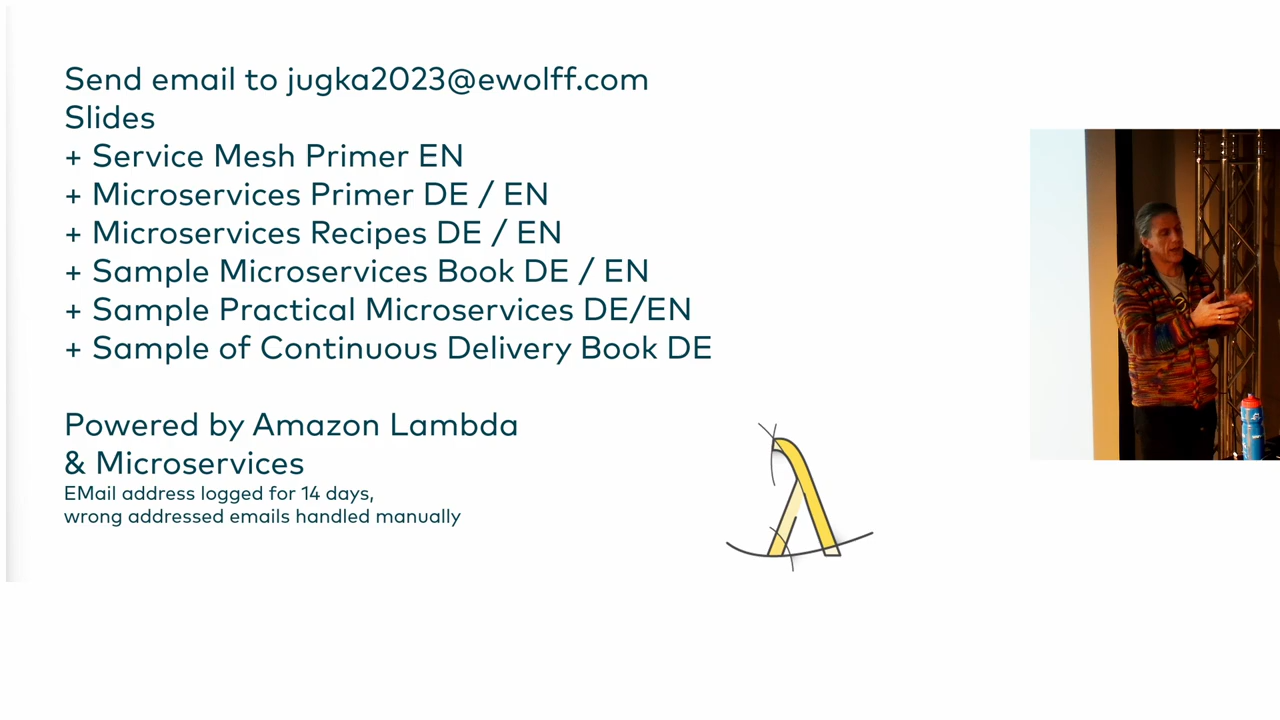 Send email to jugka2023@ewolff.com
Slides
+ Service Mesh Primer EN
+ Microservices Primer DE / EN
+ Microservices Recipes DE / EN
+ Sample Microservices Book DE / EN
+ Sample Practical Microservices DE/EN
+ Sample of Continuous Delivery Book DE
Powered by Amazon Lambda
& Microservices
EMail address logged for 14 days,
wrong addressed emails handled manually